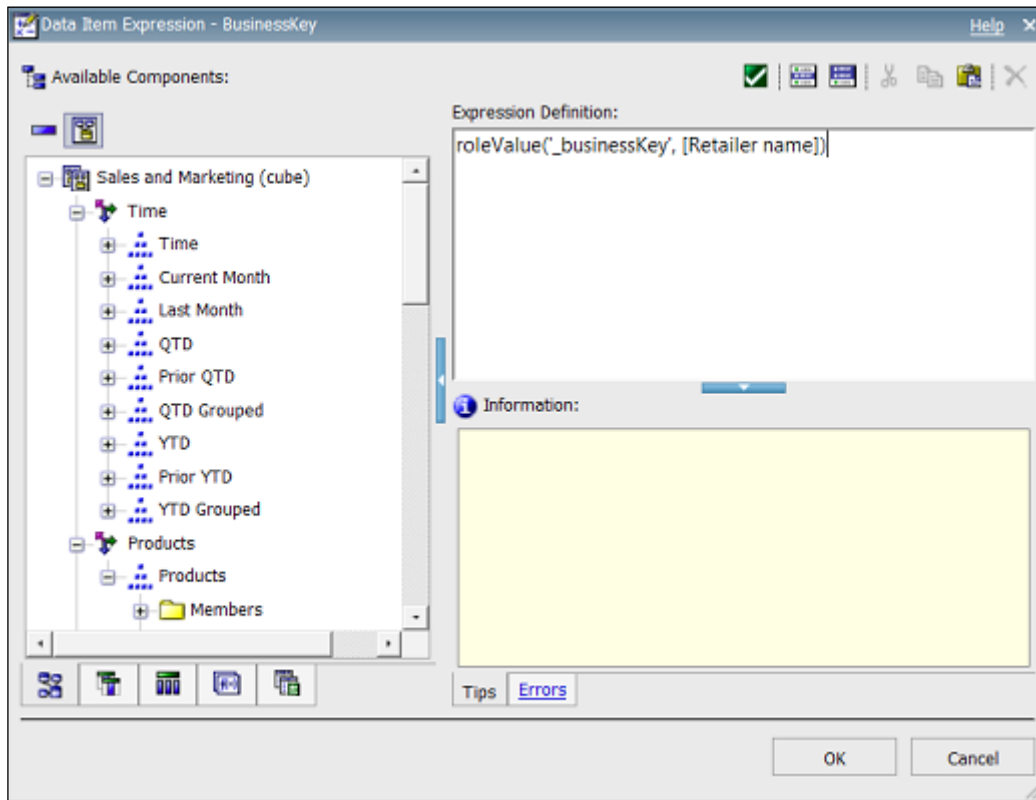 Data Item Expression - BusinessKey
Help
Available Components:
Expression Definition:
roleValue('_businessKey', [Retailer name])
Sales and Marketing (cube)
Time
Time
Current Month
Last Month
QTD
Prior QTD
QTD Grouped
YTD
Prior YTD
YTD Grouped
Products
Products
Members
Information:
Tips
Errors
OK
Cancel